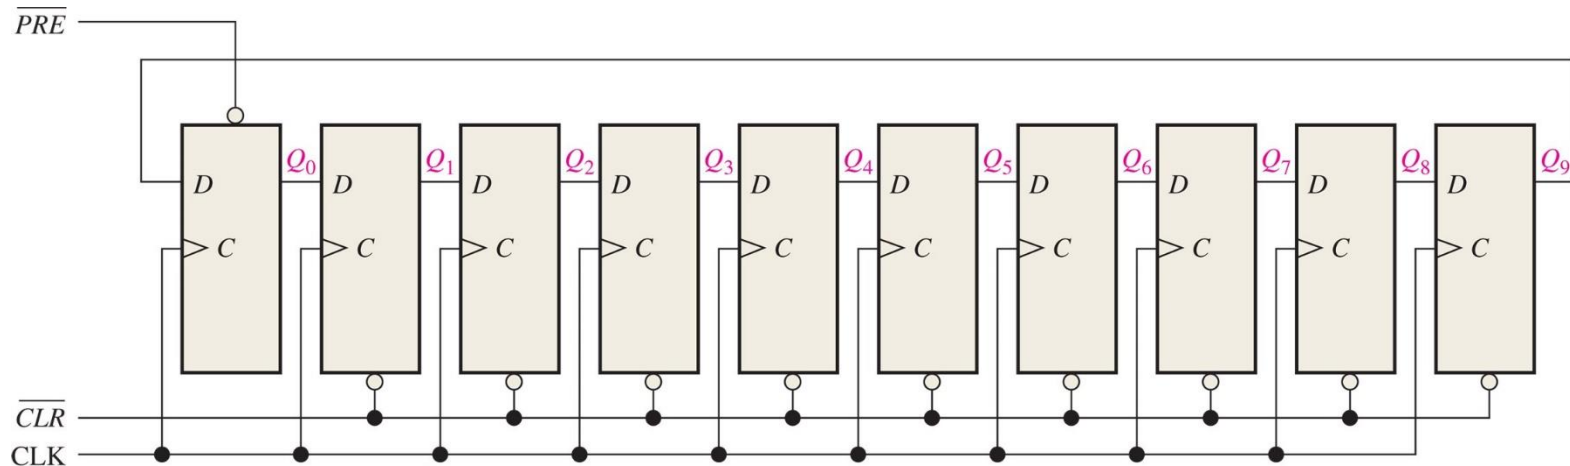 PRE
Q0 Q1 Q2 Q3 Q4 Q5 Q6 Q7 Q8 Q9
D D D D D D D D D D
C C C C C C C C C C
CLR
CLK